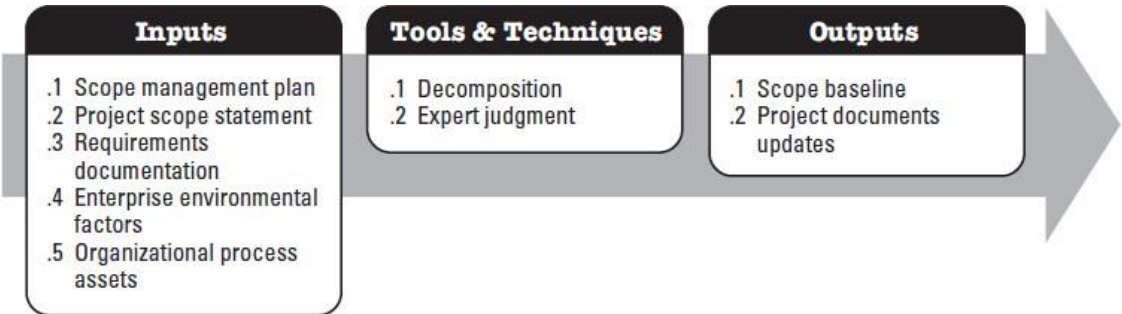 Inputs
.1 Scope management plan
.2 Project scope statement
.3 Requirements
documentation
.4 Enterprise environmental
factors
.5 Organizational process
assets
Tools & Techniques
.1 Decomposition
.2 Expert judgment
Outputs
.1 Scope baseline
.2 Project documents
updates